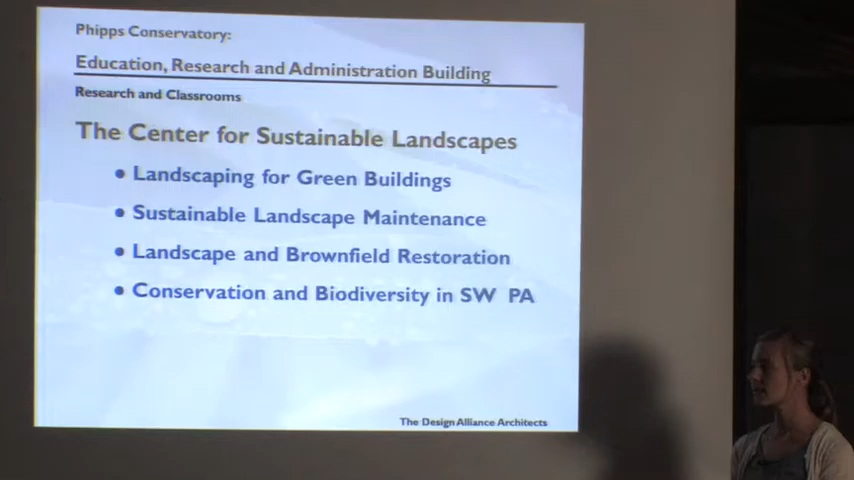 Phipps Conservatory:
Education, Research and Administration Building
Research and Classrooms
The Center for Sustainable Landscapes
• Landscaping for Green Buildings
• Sustainable Landscape Maintenance
• Landscape and Brownfield Restoration
• Conservation and Biodiversity in SW PA
The Design Alliance Architects